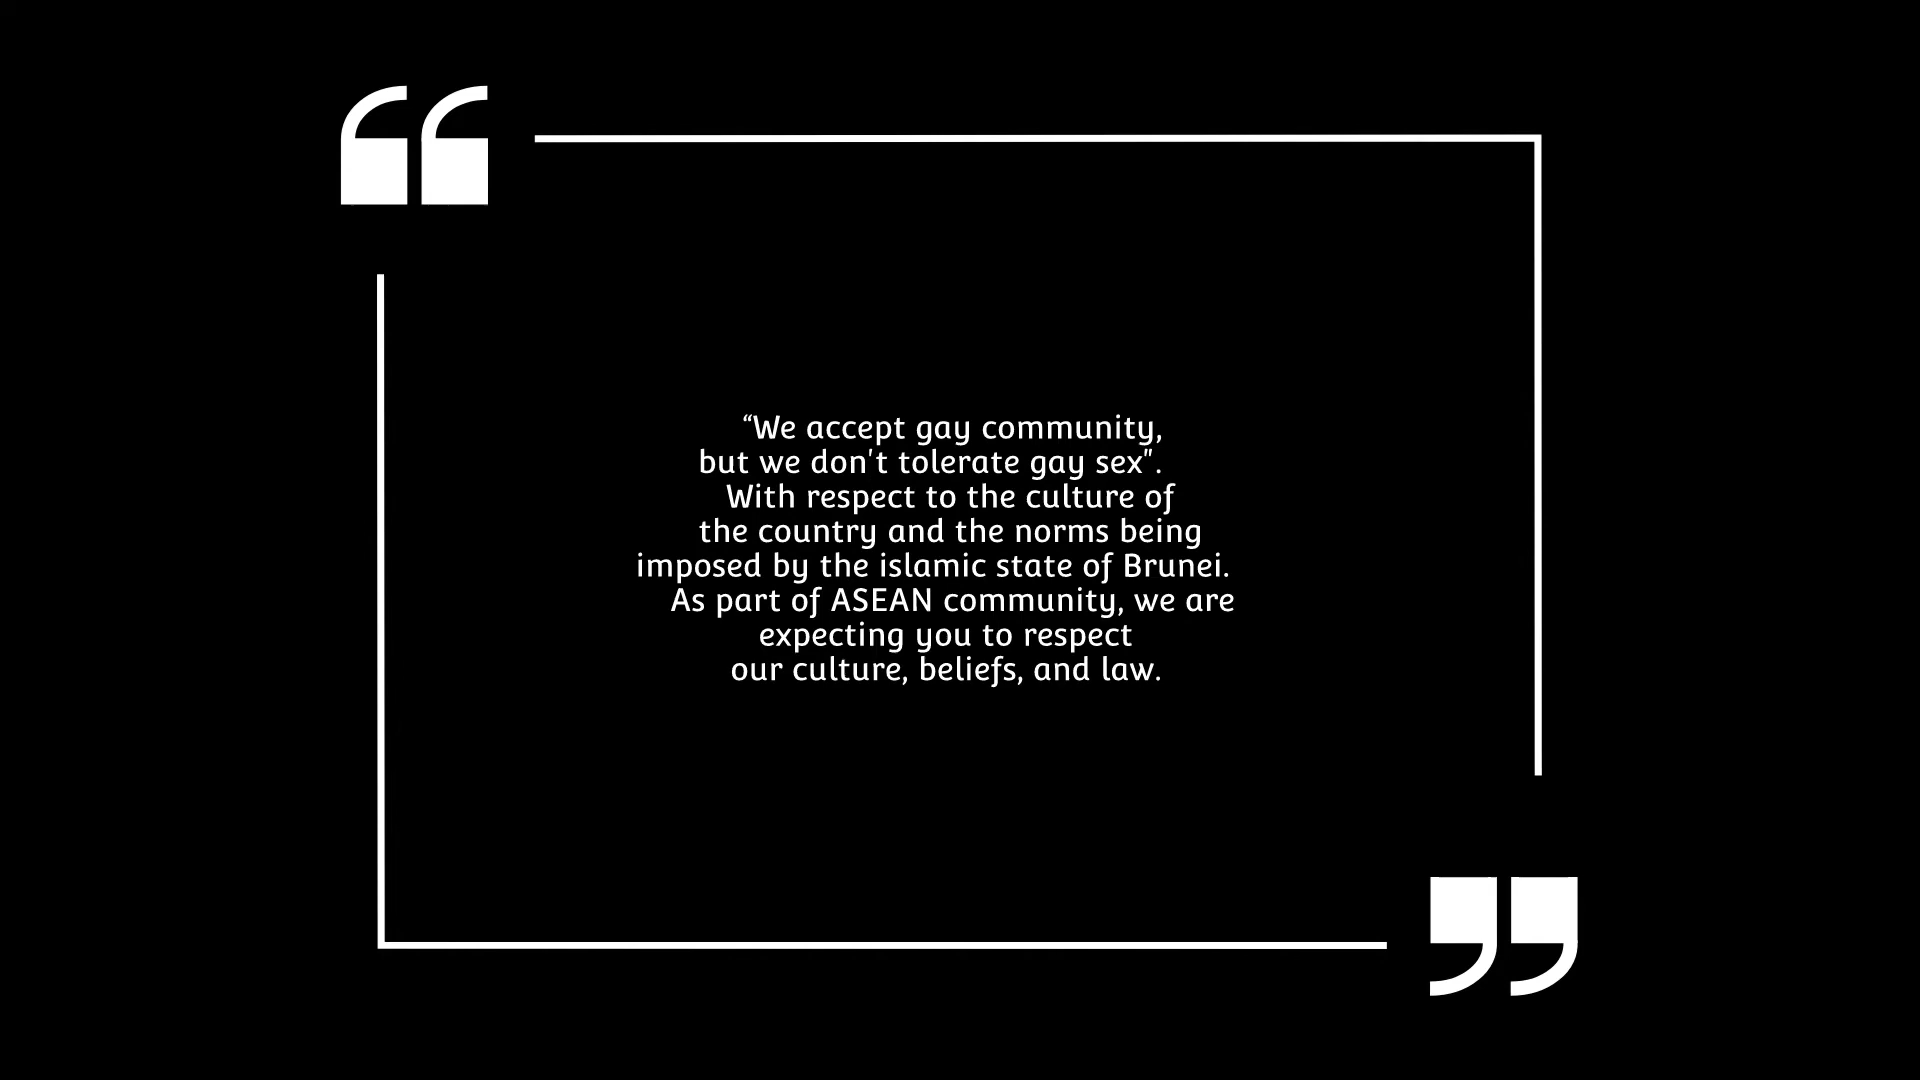 “We accept gay community,
but we don't tolerate gay sex".
With respect to the culture of
the country and the norms being
imposed by the islamic state of Brunei.
As part of ASEAN community, we are
expecting you to respect
our culture, beliefs, and law.